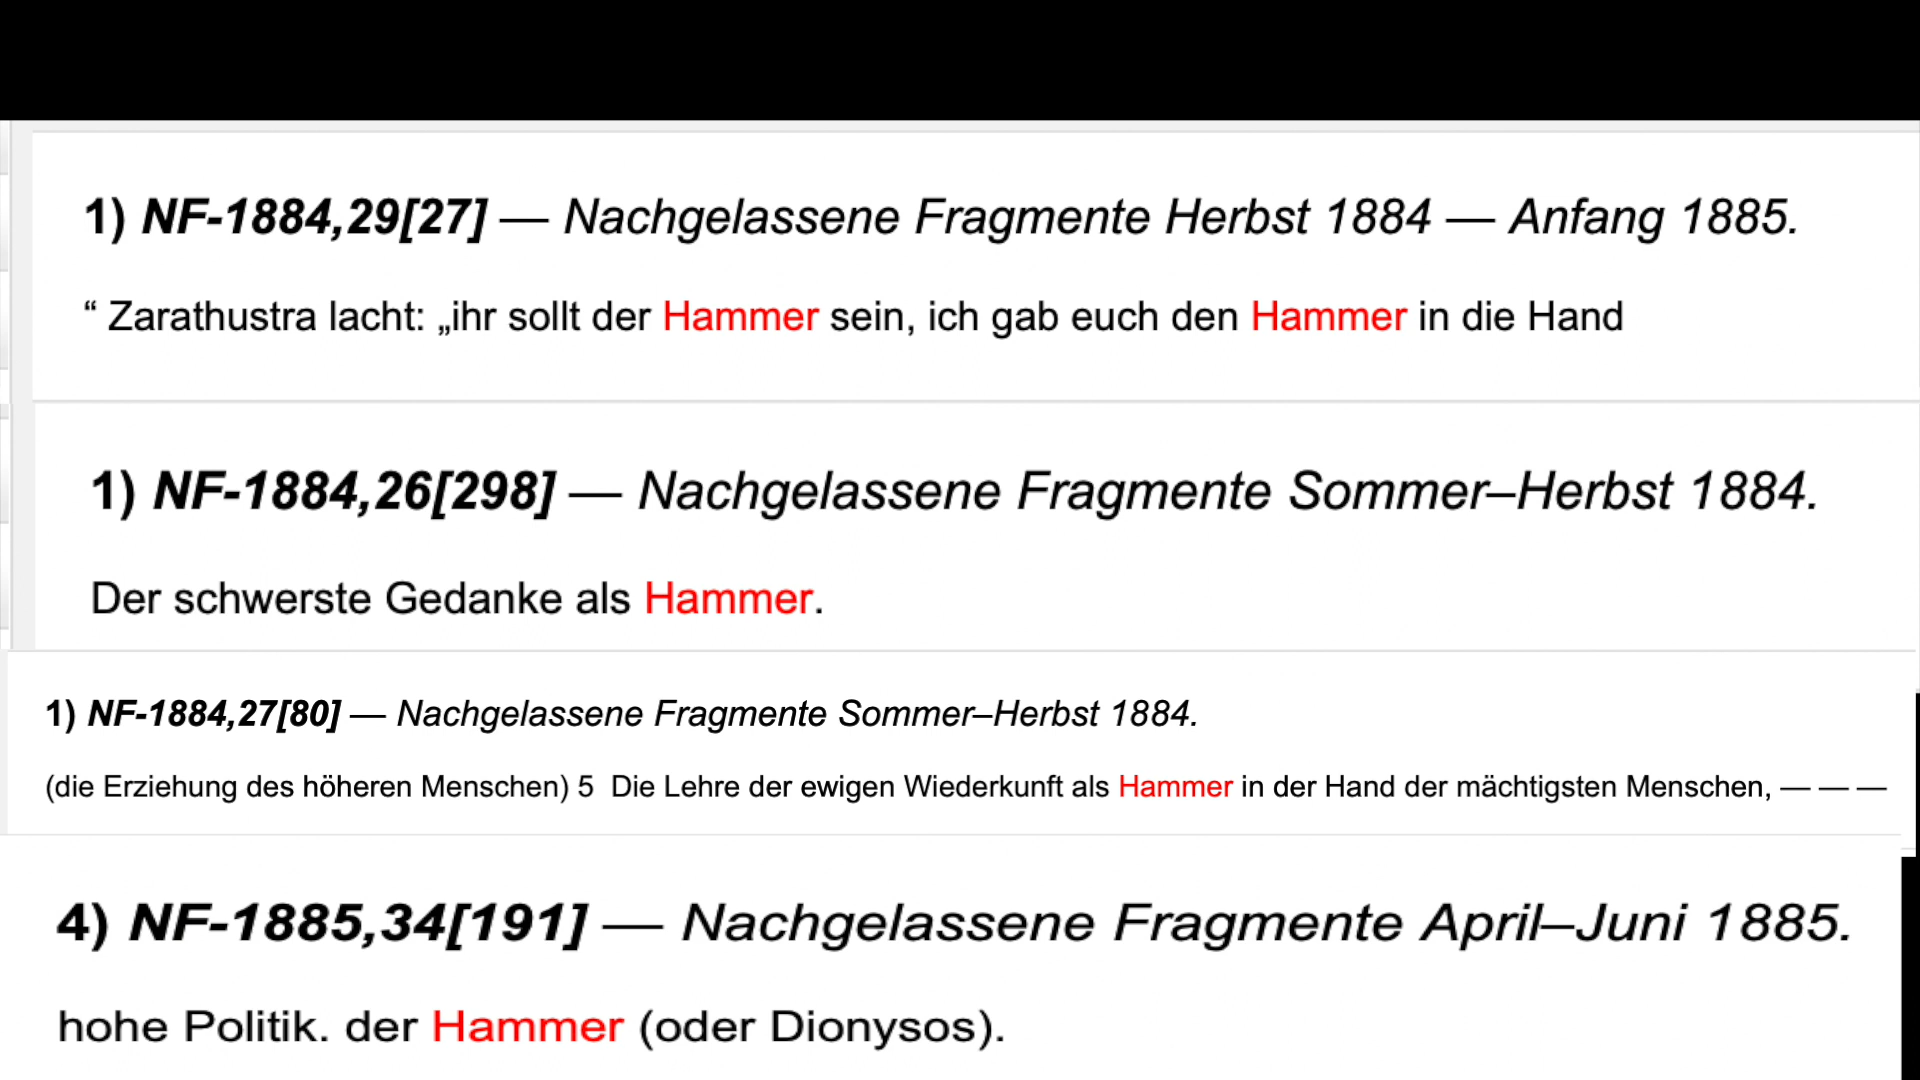 1) NF-1884,29[27] — Nachgelassene Fragmente Herbst 1884 — Anfang 1885.
“ Zarathustra lacht: „ihr sollt der Hammer sein, ich gab euch den Hammer in die Hand
1) NF-1884,26[298] — Nachgelassene Fragmente Sommer–Herbst 1884.
Der schwerste Gedanke als Hammer.
1) NF-1884,27[80] — Nachgelassene Fragmente Sommer–Herbst 1884.
(die Erziehung des höheren Menschen) 5 Die Lehre der ewigen Wiederkunft als Hammer in der Hand der mächtigsten Menschen, — — —
4) NF-1885,34[191] — Nachgelassene Fragmente April–Juni 1885.
hohe Politik. der Hammer (oder Dionysos).